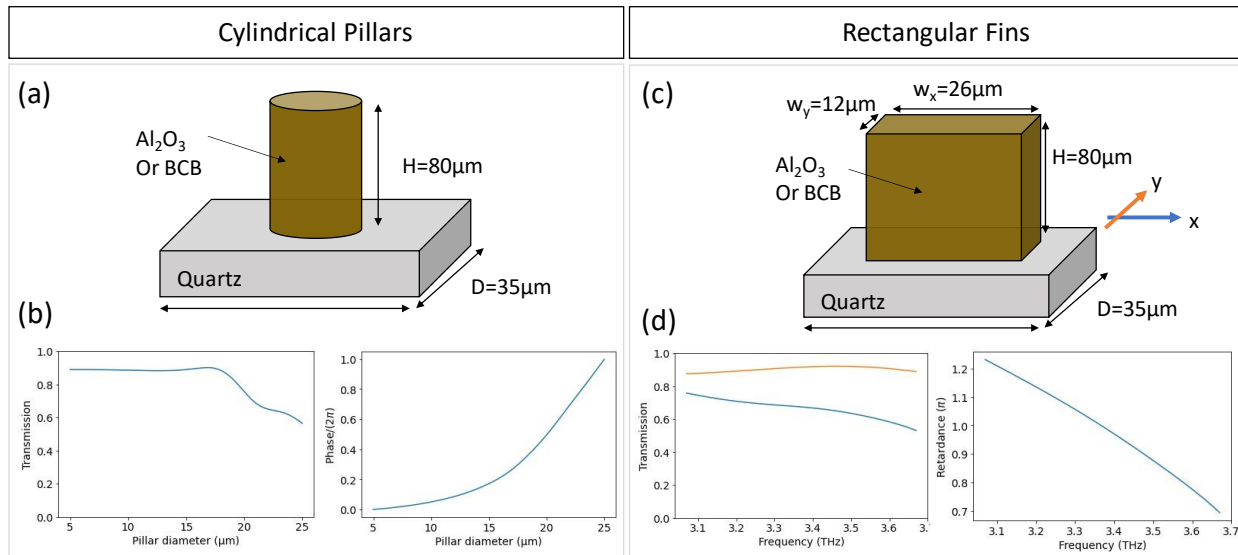 Cylindrical Pillars
Rectangular Fins
(a)
Al₂O₃
Or BCB
H=80μm
Quartz
D=35μm
(b)
Transmission
1.0
0.8
0.6
0.4
0.2
0.0
5 10 15 20 25
Pillar diameter (μm)
Phase/(2π)
1.0
0.8
0.6
0.4
0.2
0.0
5 10 15 20 25
Pillar diameter (μm)
(c)
wᵧ=12μm
wₓ=26μm
Al₂O₃
Or BCB
H=80μm
y
x
Quartz
D=35μm
(d)
Transmission
1.0
0.8
0.6
0.4
0.2
0.0
3.1 3.2 3.3 3.4 3.5 3.6 3.7
Frequency (THz)
Retardance (π)
1.2
1.1
1.0
0.9
0.8
0.7
3.1 3.2 3.3 3.4 3.5 3.6 3.7
Frequency (THz)